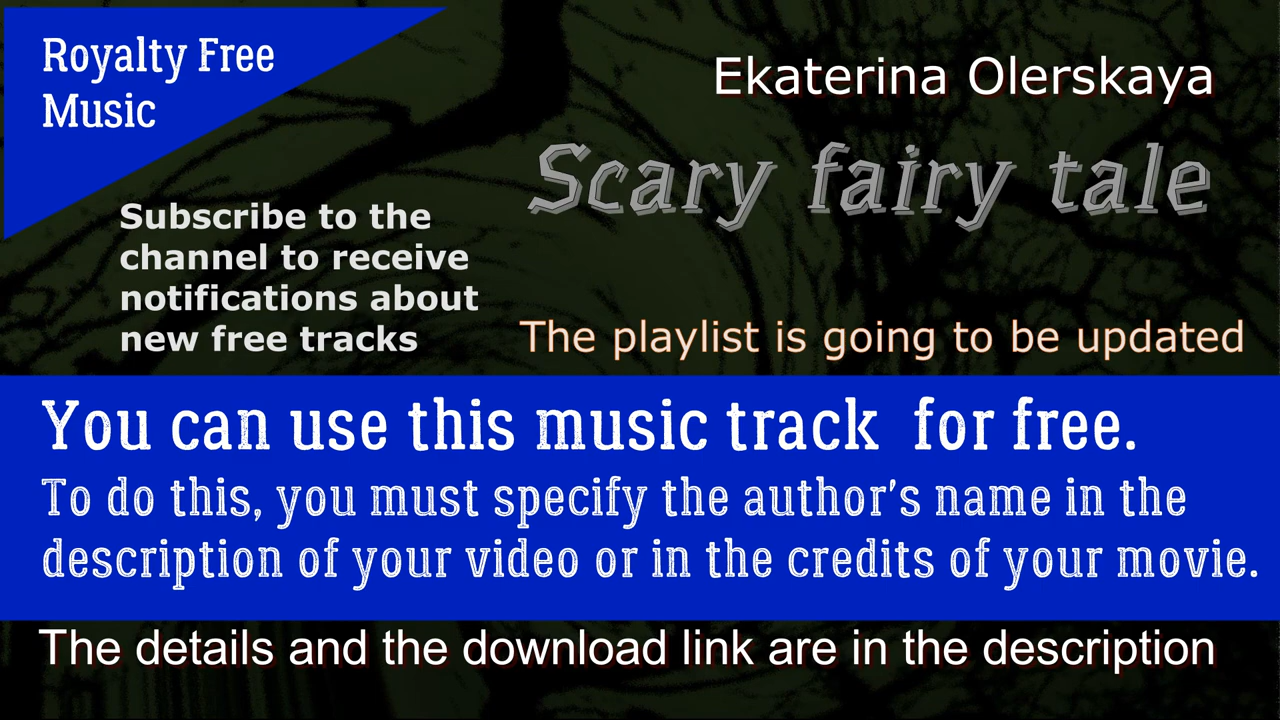 Royalty Free
Music
Ekaterina Olerskaya
Scary fairy tale
Subscribe to the
channel to receive
notifications about
new free tracks
The playlist is going to be updated
You can use this music track for free.
To do this, you must specify the author's name in the
description of your video or in the credits of your movie.
The details and the download link are in the description